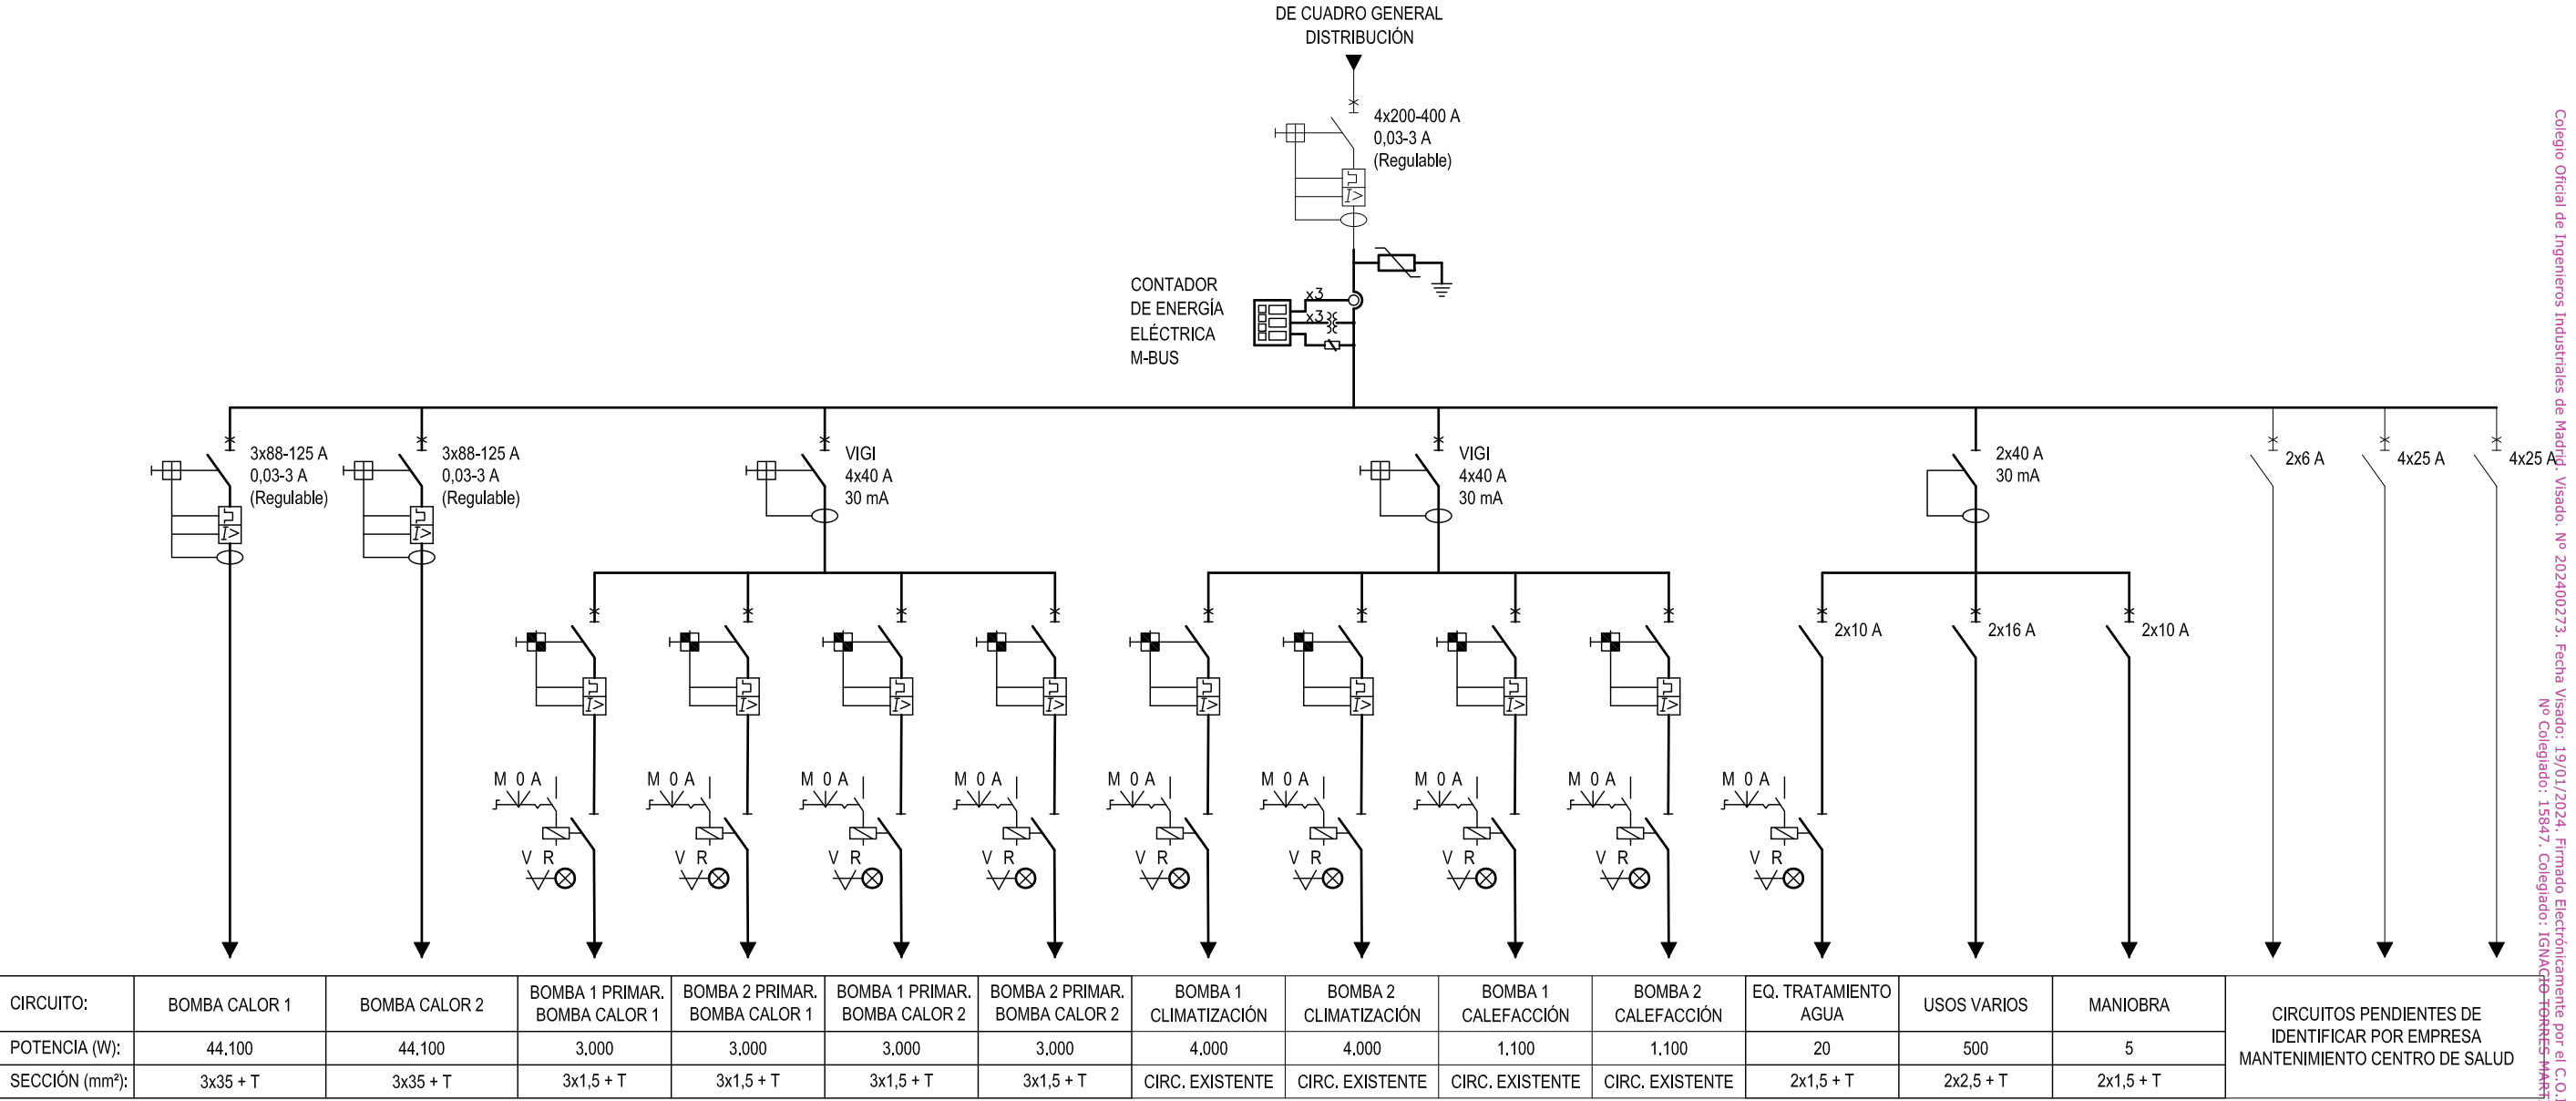 DE CUADRO GENERAL
DISTRIBUCIÓN
4x200-400 A
0,03-3 A
(Regulable)
I>
CONTADOR
DE ENERGÍA
ELÉCTRICA
M-BUS
x3
x3
3x88-125 A
0,03-3 A
(Regulable)
I>
3x88-125 A
0,03-3 A
(Regulable)
I>
VIGI
4x40 A
30 mA
VIGI
4x40 A
30 mA
2x40 A
30 mA
2x6 A
4x25 A
4x25 A
I>
I>
I>
I>
I>
I>
I>
I>
2x10 A
2x16 A
2x10 A
M 0 A
M 0 A
M 0 A
M 0 A
M 0 A
M 0 A
M 0 A
M 0 A
M 0 A
V R
V R
V R
V R
V R
V R
V R
V R
V R
CIRCUITO:
BOMBA CALOR 1
BOMBA CALOR 2
BOMBA 1 PRIMAR.
BOMBA CALOR 1
BOMBA 2 PRIMAR.
BOMBA CALOR 1
BOMBA 1 PRIMAR.
BOMBA CALOR 2
BOMBA 2 PRIMAR.
BOMBA CALOR 2
BOMBA 1
CLIMATIZACIÓN
BOMBA 2
CLIMATIZACIÓN
BOMBA 1
CALEFACCIÓN
BOMBA 2
CALEFACCIÓN
EQ. TRATAMIENTO
AGUA
USOS VARIOS
MANIOBRA
CIRCUITOS PENDIENTES DE
IDENTIFICAR POR EMPRESA
MANTENIMIENTO CENTRO DE SALUD
POTENCIA (W): 44.100 44.100 3.000 3.000 3.000 3.000 4.000 4.000 1.100 1.100 20 500 5
SECCIÓN (mm²): 3x35 + T 3x35 + T 3x1,5 + T 3x1,5 + T 3x1,5 + T 3x1,5 + T CIRC. EXISTENTE CIRC. EXISTENTE CIRC. EXISTENTE CIRC. EXISTENTE 2x1,5 + T 2x2,5 + T 2x1,5 + T
Colegio Oficial de Ingenieros Industriales de Madrid. Visado. Nº 202400273. Fecha Visado: 19/01/2024. Firmado Electrónicamente por el C.O.I
Nº Colegiado: 15847. Colegiado: IGNACIO TORRES MART